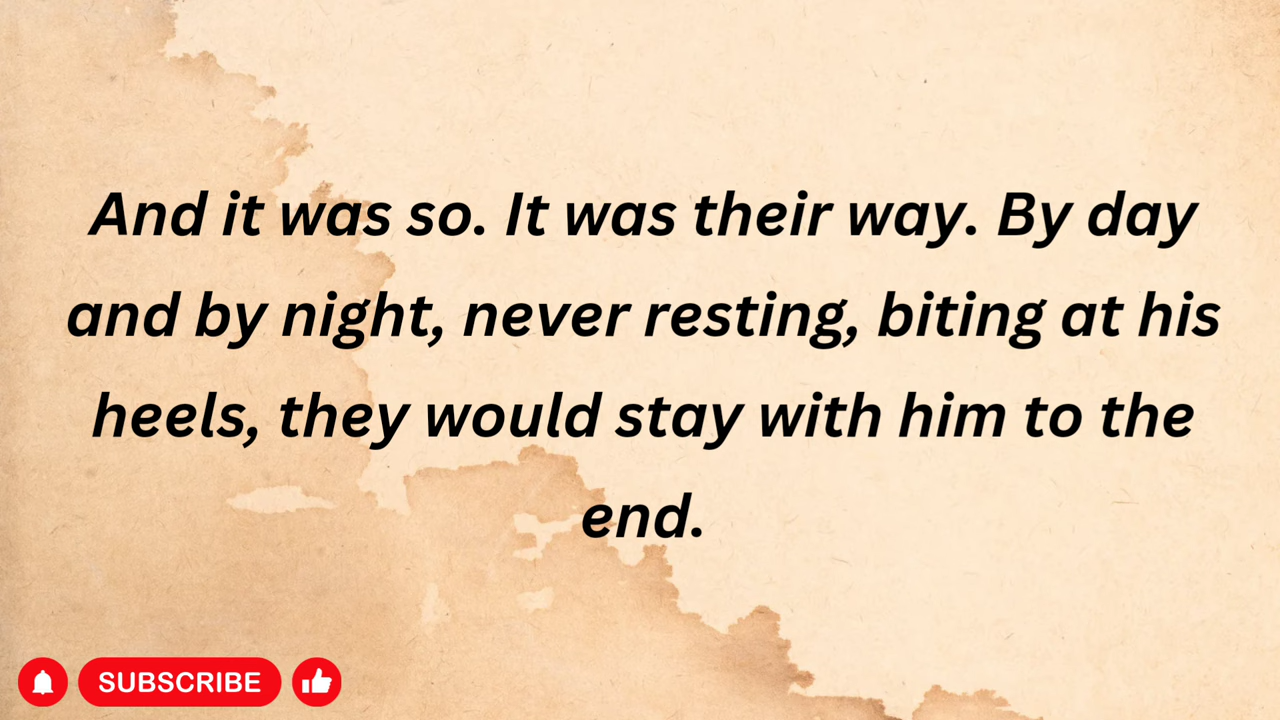 And it was so. It was their way. By day
and by night, never resting, biting at his
heels, they would stay with him to the
end.
SUBSCRIBE